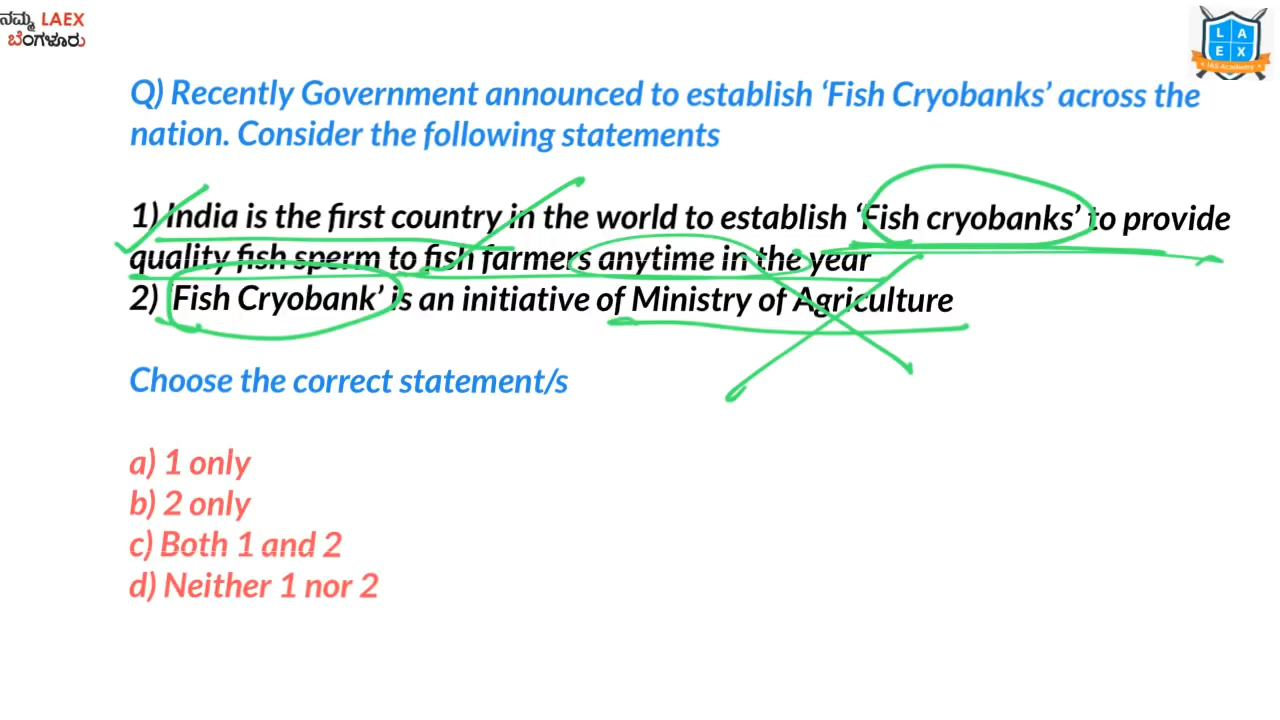 ನಮ್ಮ LAEX
ಬೆಂಗಳೂರು
L A
E X
IAS Academy
Q) Recently Government announced to establish ‘Fish Cryobanks’ across the
nation. Consider the following statements
1) India is the first country in the world to establish ‘Fish cryobanks’ to provide
quality fish sperm to fish farmers anytime in the year
2) ‘Fish Cryobank’ is an initiative of Ministry of Agriculture
Choose the correct statement/s
a) 1 only
b) 2 only
c) Both 1 and 2
d) Neither 1 nor 2